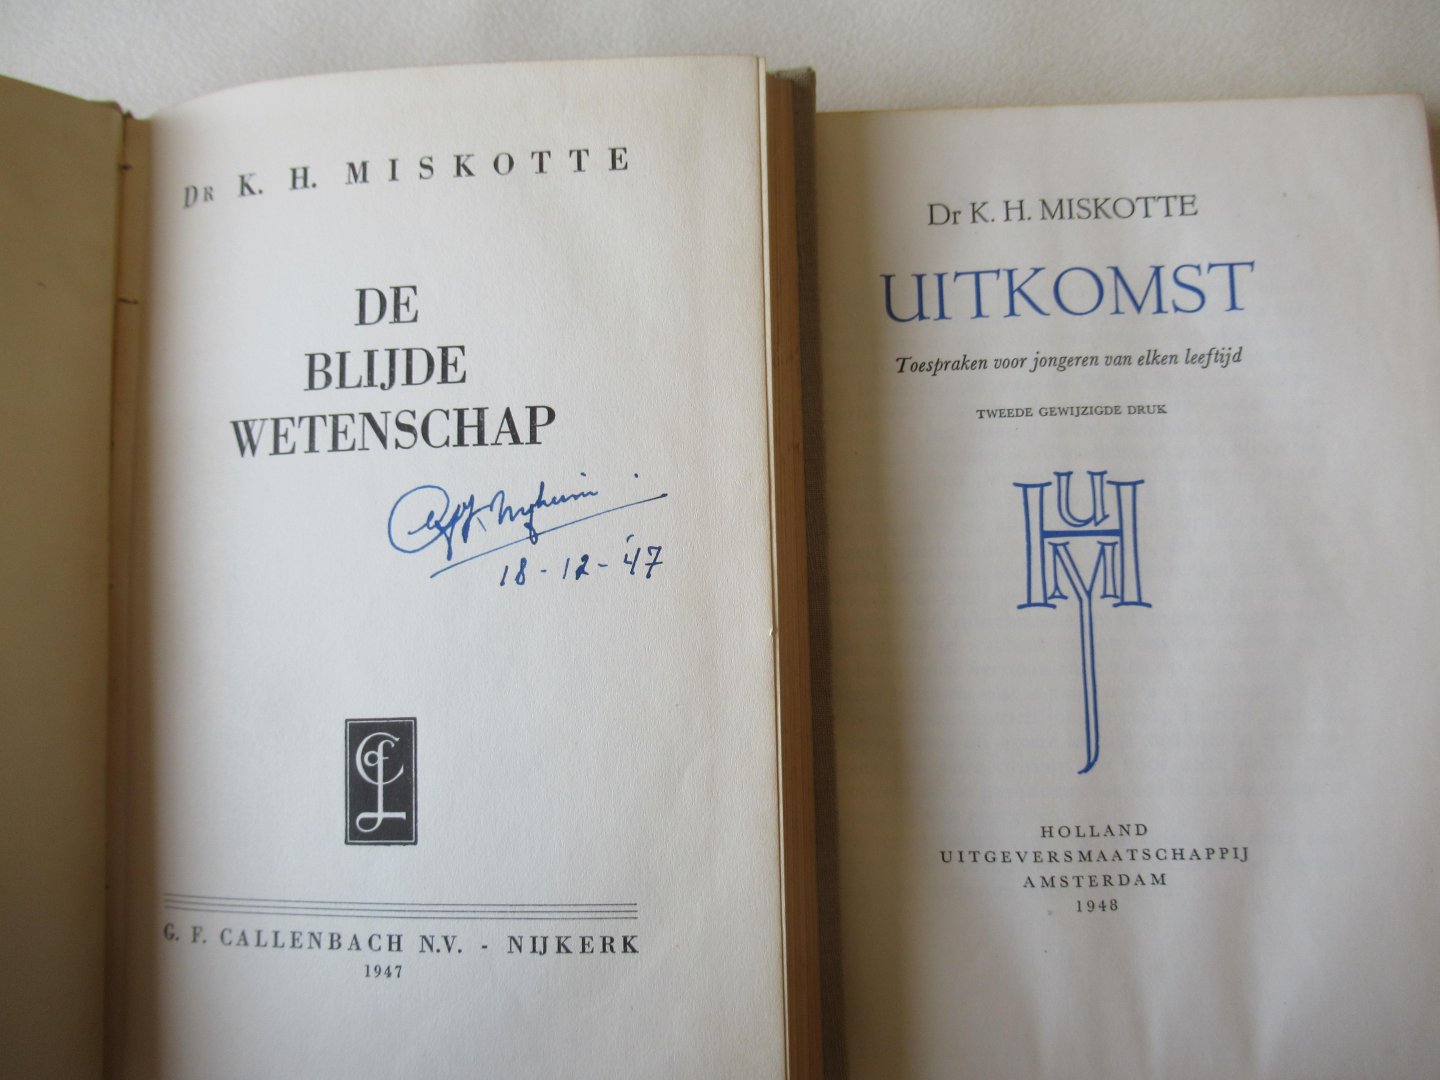 DR K. H. MISKOTTE
DE
BLIJDE
WETENSCHAP
18-12-'47
G. F. CALLENBACH N.V. - NIJKERK
1947
Dr K. H. MISKOTTE
UITKOMST
Toespraken voor jongeren van elken leeftijd
TWEEDE GEWIJZIGDE DRUK
HOLLAND
UITGEVERSMAATSCHAPPIJ
AMSTERDAM
1948